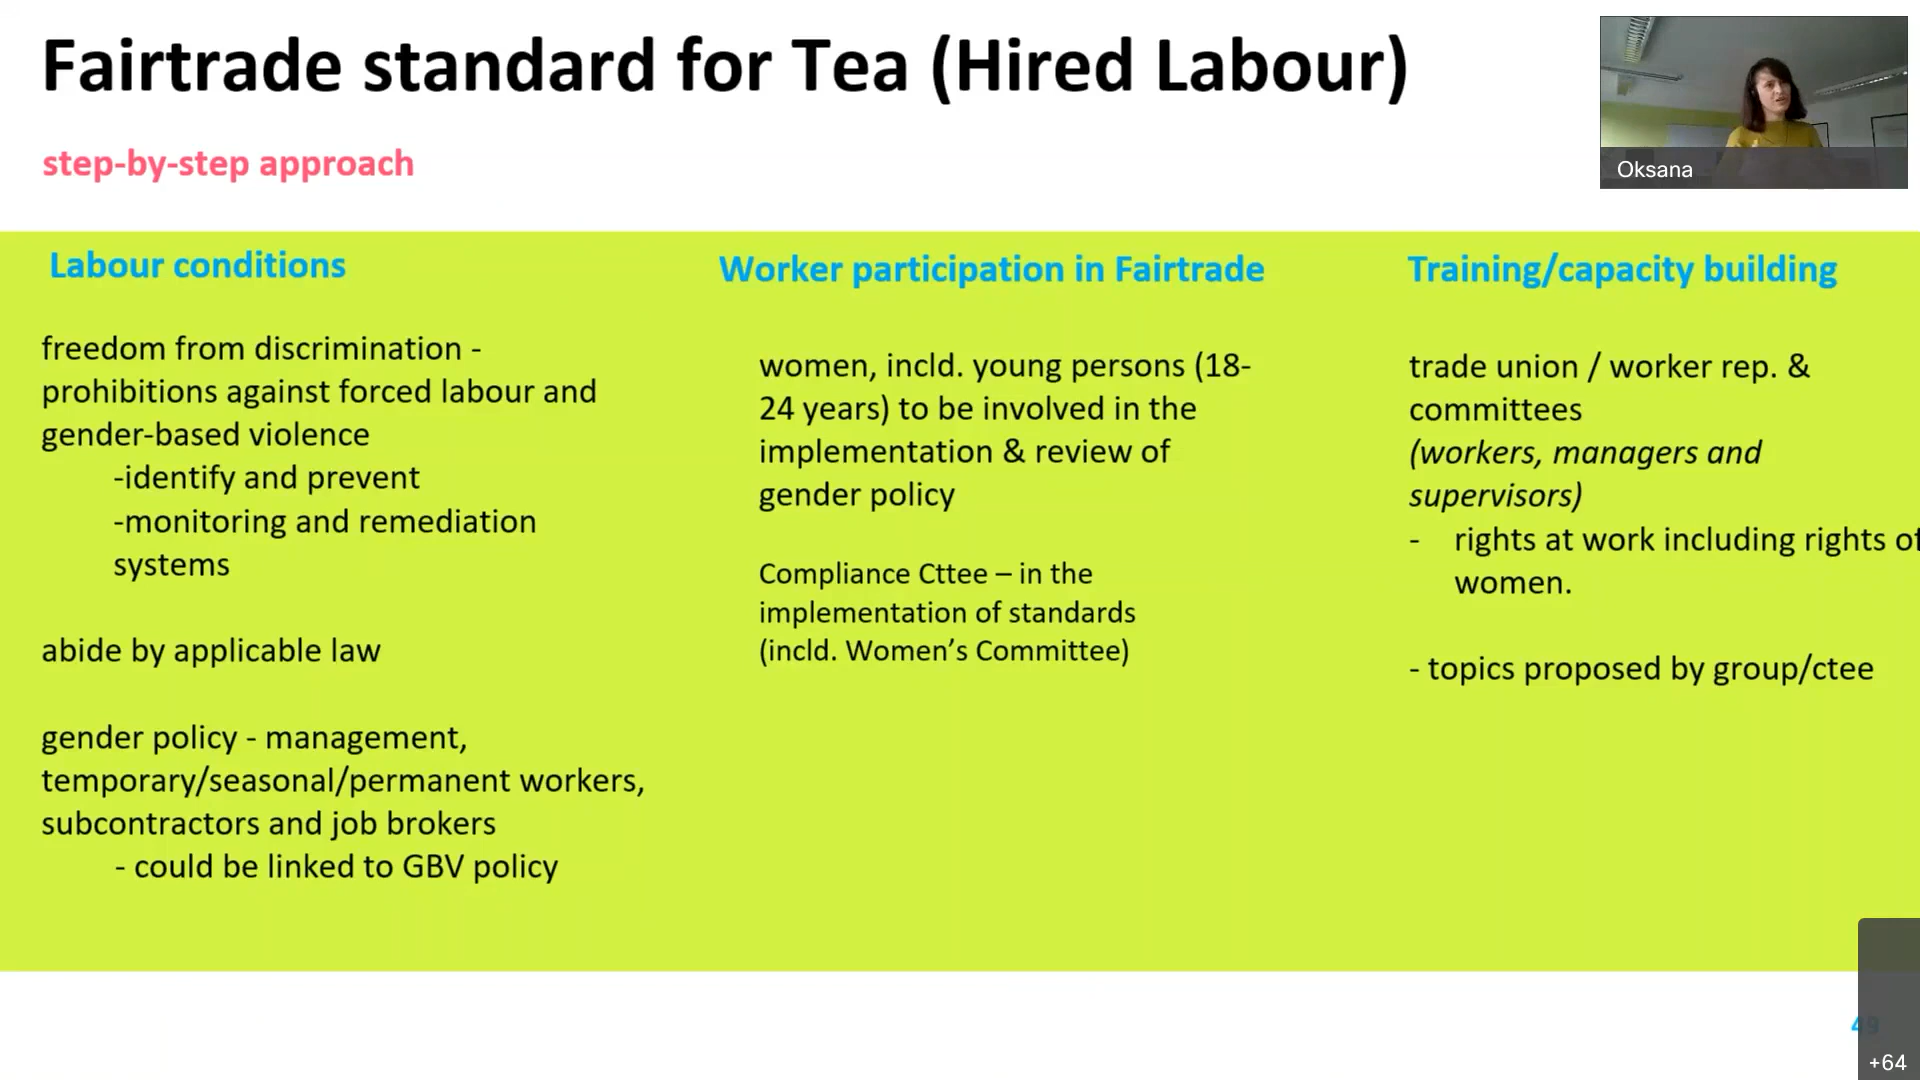 Fairtrade standard for Tea (Hired Labour)
step-by-step approach
Oksana
Labour conditions
freedom from discrimination -
prohibitions against forced labour and
gender-based violence
-identify and prevent
-monitoring and remediation
systems
abide by applicable law
gender policy - management,
temporary/seasonal/permanent workers,
subcontractors and job brokers
- could be linked to GBV policy
Worker participation in Fairtrade
women, incld. young persons (18-
24 years) to be involved in the
implementation & review of
gender policy
Compliance Cttee – in the
implementation of standards
(incld. Women’s Committee)
Training/capacity building
trade union / worker rep. &
committees
(workers, managers and
supervisors)
- rights at work including rights of
women.
- topics proposed by group/ctee
+64